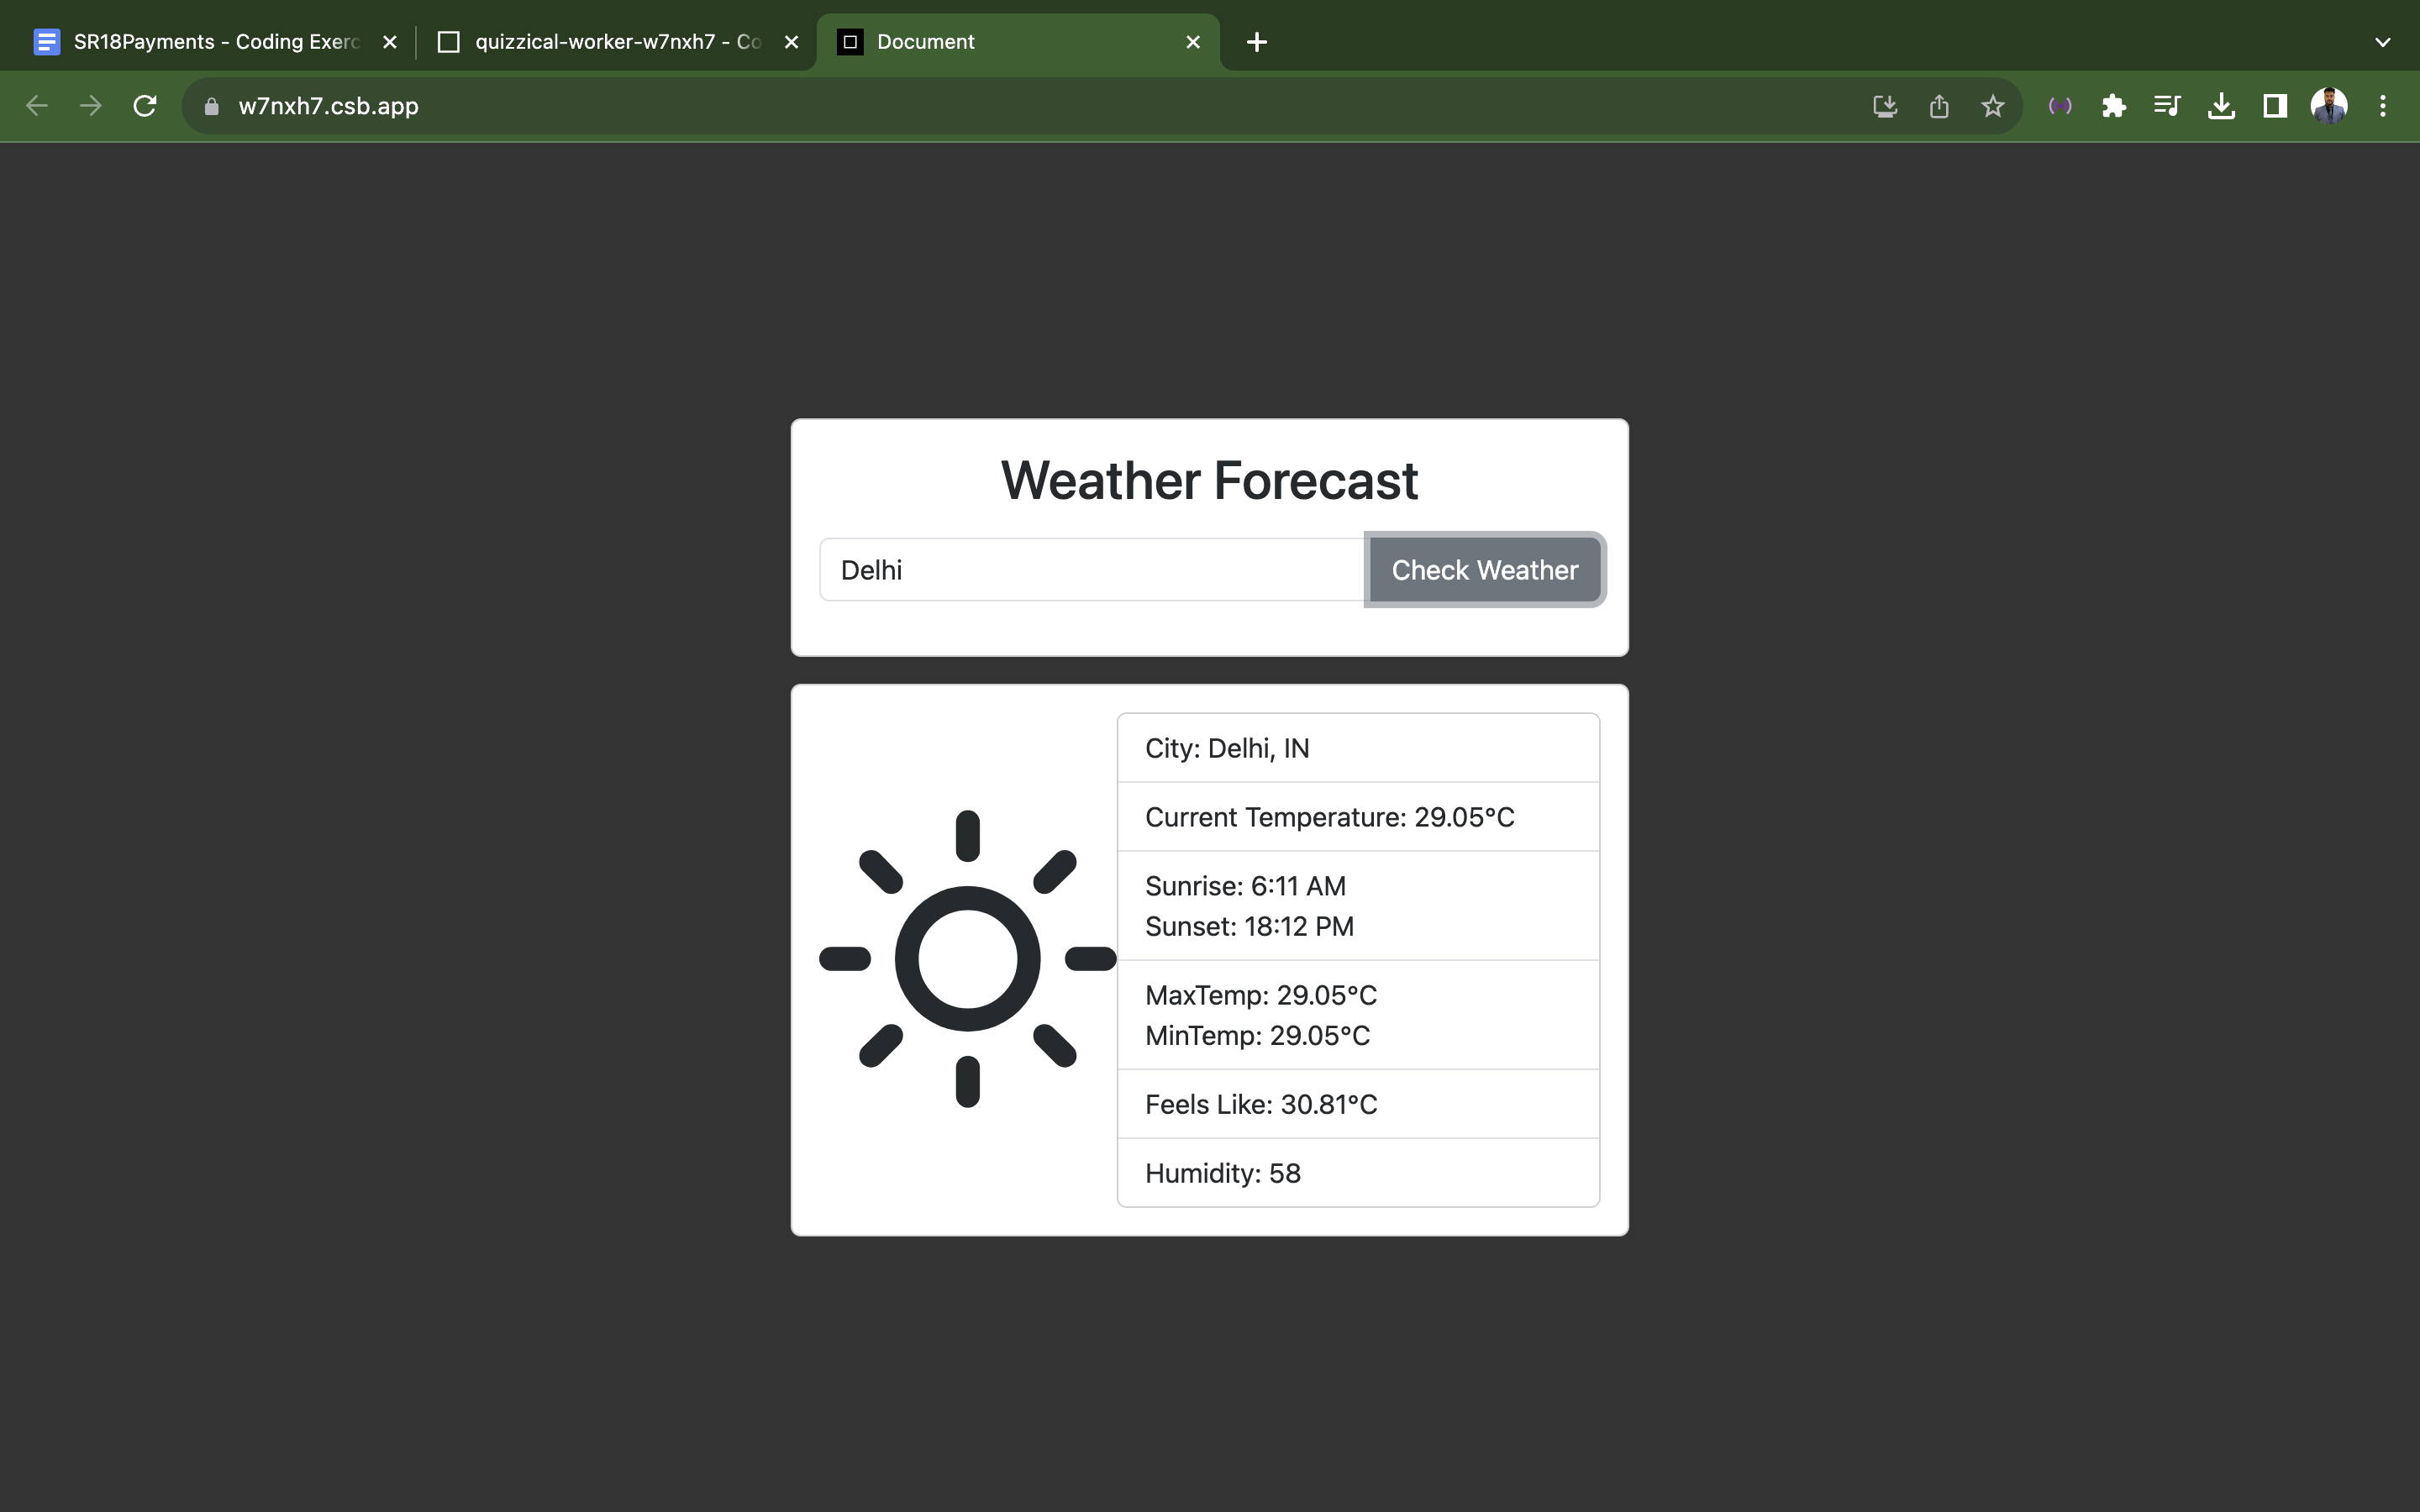 SR18Payments - Coding Exerc
quizzical-worker-w7nxh7 - Co
Document
w7nxh7.csb.app
Weather Forecast
Delhi
Check Weather
City: Delhi, IN
Current Temperature: 29.05°C
Sunrise: 6:11 AM
Sunset: 18:12 PM
MaxTemp: 29.05°C
MinTemp: 29.05°C
Feels Like: 30.81°C
Humidity: 58